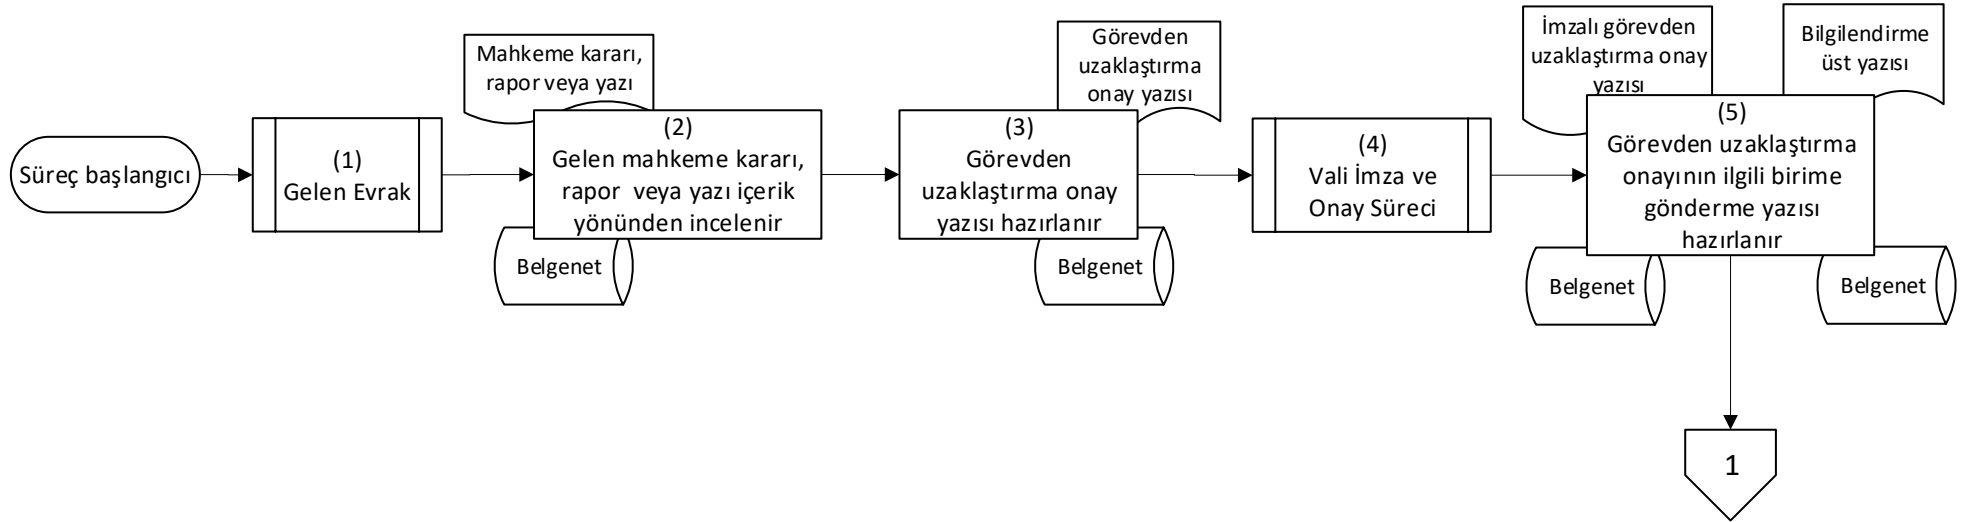 Süreç başlangıcı
(1)
Gelen Evrak
Mahkeme kararı,
rapor veya yazı
(2)
Gelen mahkeme kararı,
rapor veya yazı içerik
yönünden incelenir
Belgenet
Görevden
uzaklaştırma
onay yazısı
(3)
Görevden
uzaklaştırma onay
yazısı hazırlanır
Belgenet
(4)
Vali İmza ve
Onay Süreci
İmzalı görevden
uzaklaştırma onay
yazısı
Bilgilendirme
üst yazısı
(5)
Görevden uzaklaştırma
onayının ilgili birime
gönderme yazısı
hazırlanır
Belgenet
Belgenet
1